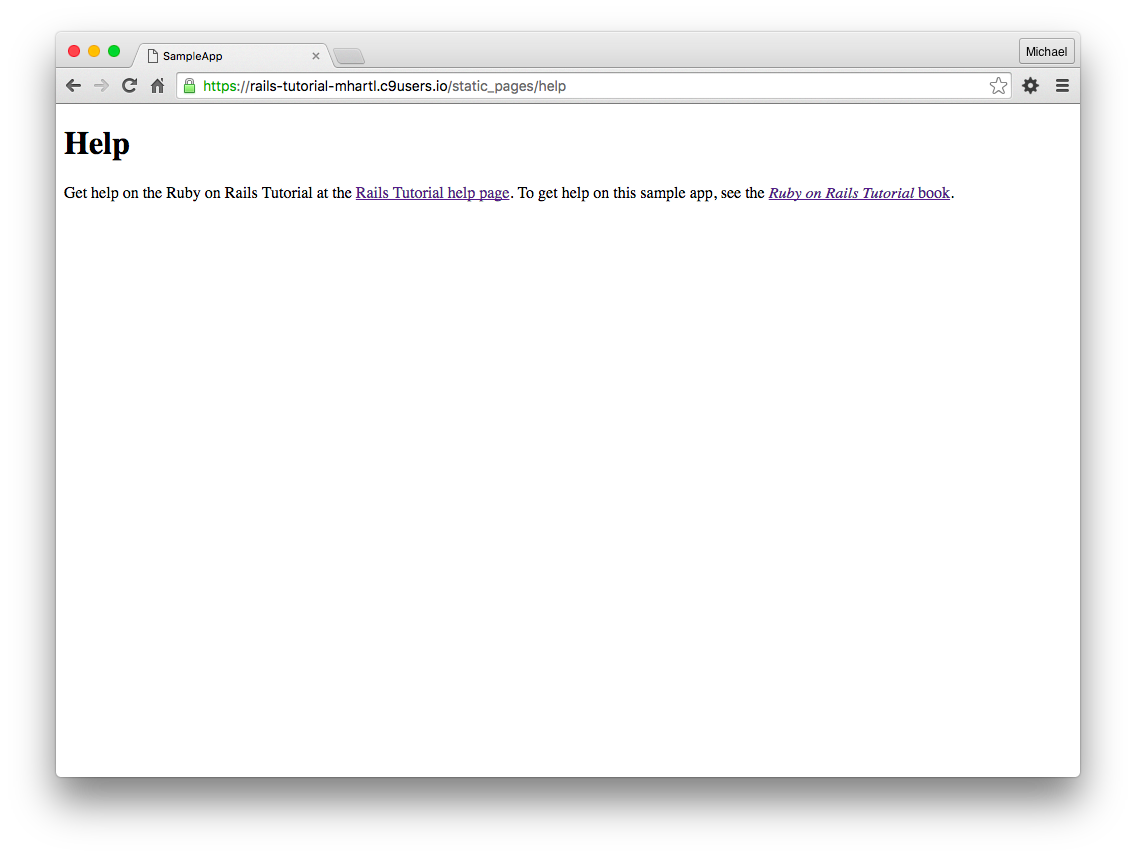 SampleApp
Michael
https://rails-tutorial-mhartl.c9users.io/static_pages/help
Help
Get help on the Ruby on Rails Tutorial at the Rails Tutorial help page. To get help on this sample app, see the Ruby on Rails Tutorial book.